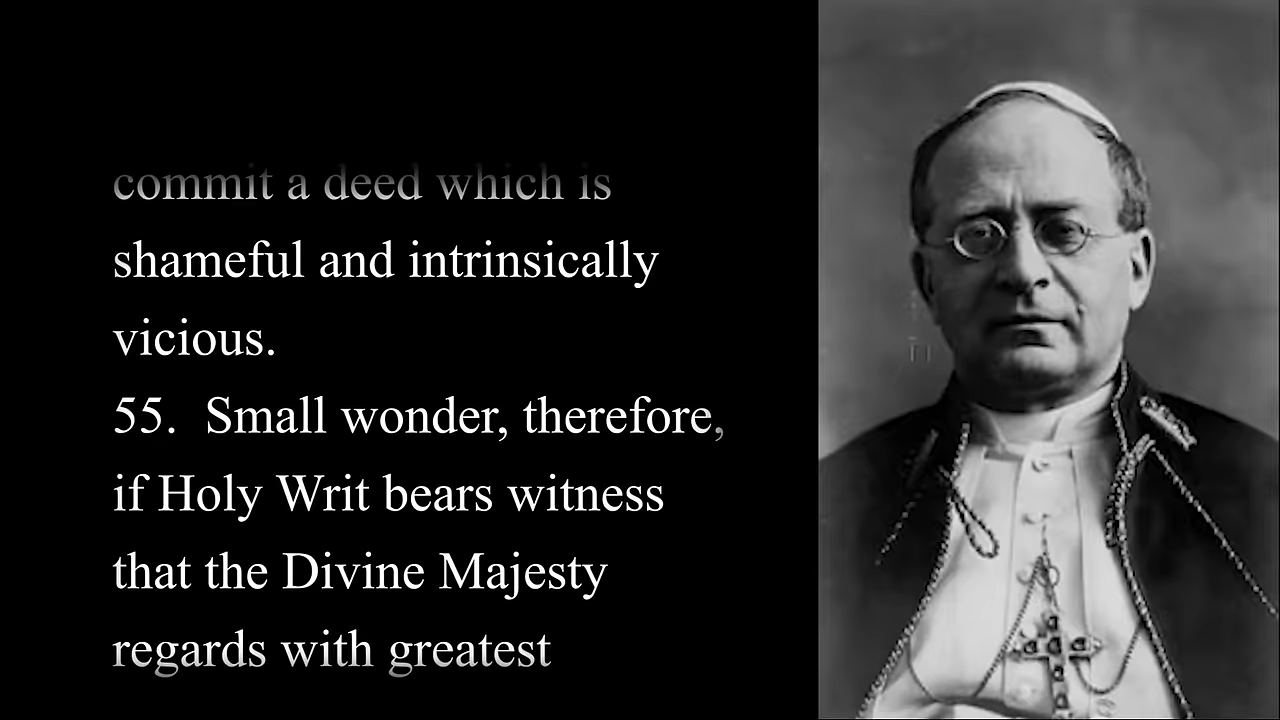 commit a deed which is
shameful and intrinsically
vicious.
55.  Small wonder, therefore,
if Holy Writ bears witness
that the Divine Majesty
regards with greatest